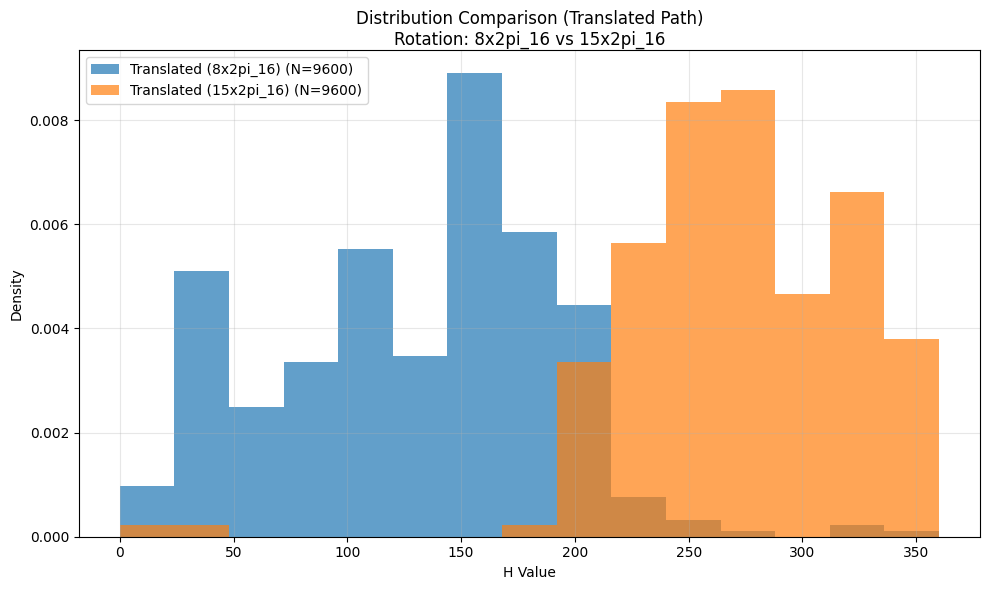 Distribution Comparison (Translated Path)
Rotation: 8x2pi_16 vs 15x2pi_16
Translated (8x2pi_16) (N=9600)
Translated (15x2pi_16) (N=9600)
Density
0.008
0.006
0.004
0.002
0.000
0 50 100 150 200 250 300 350
H Value